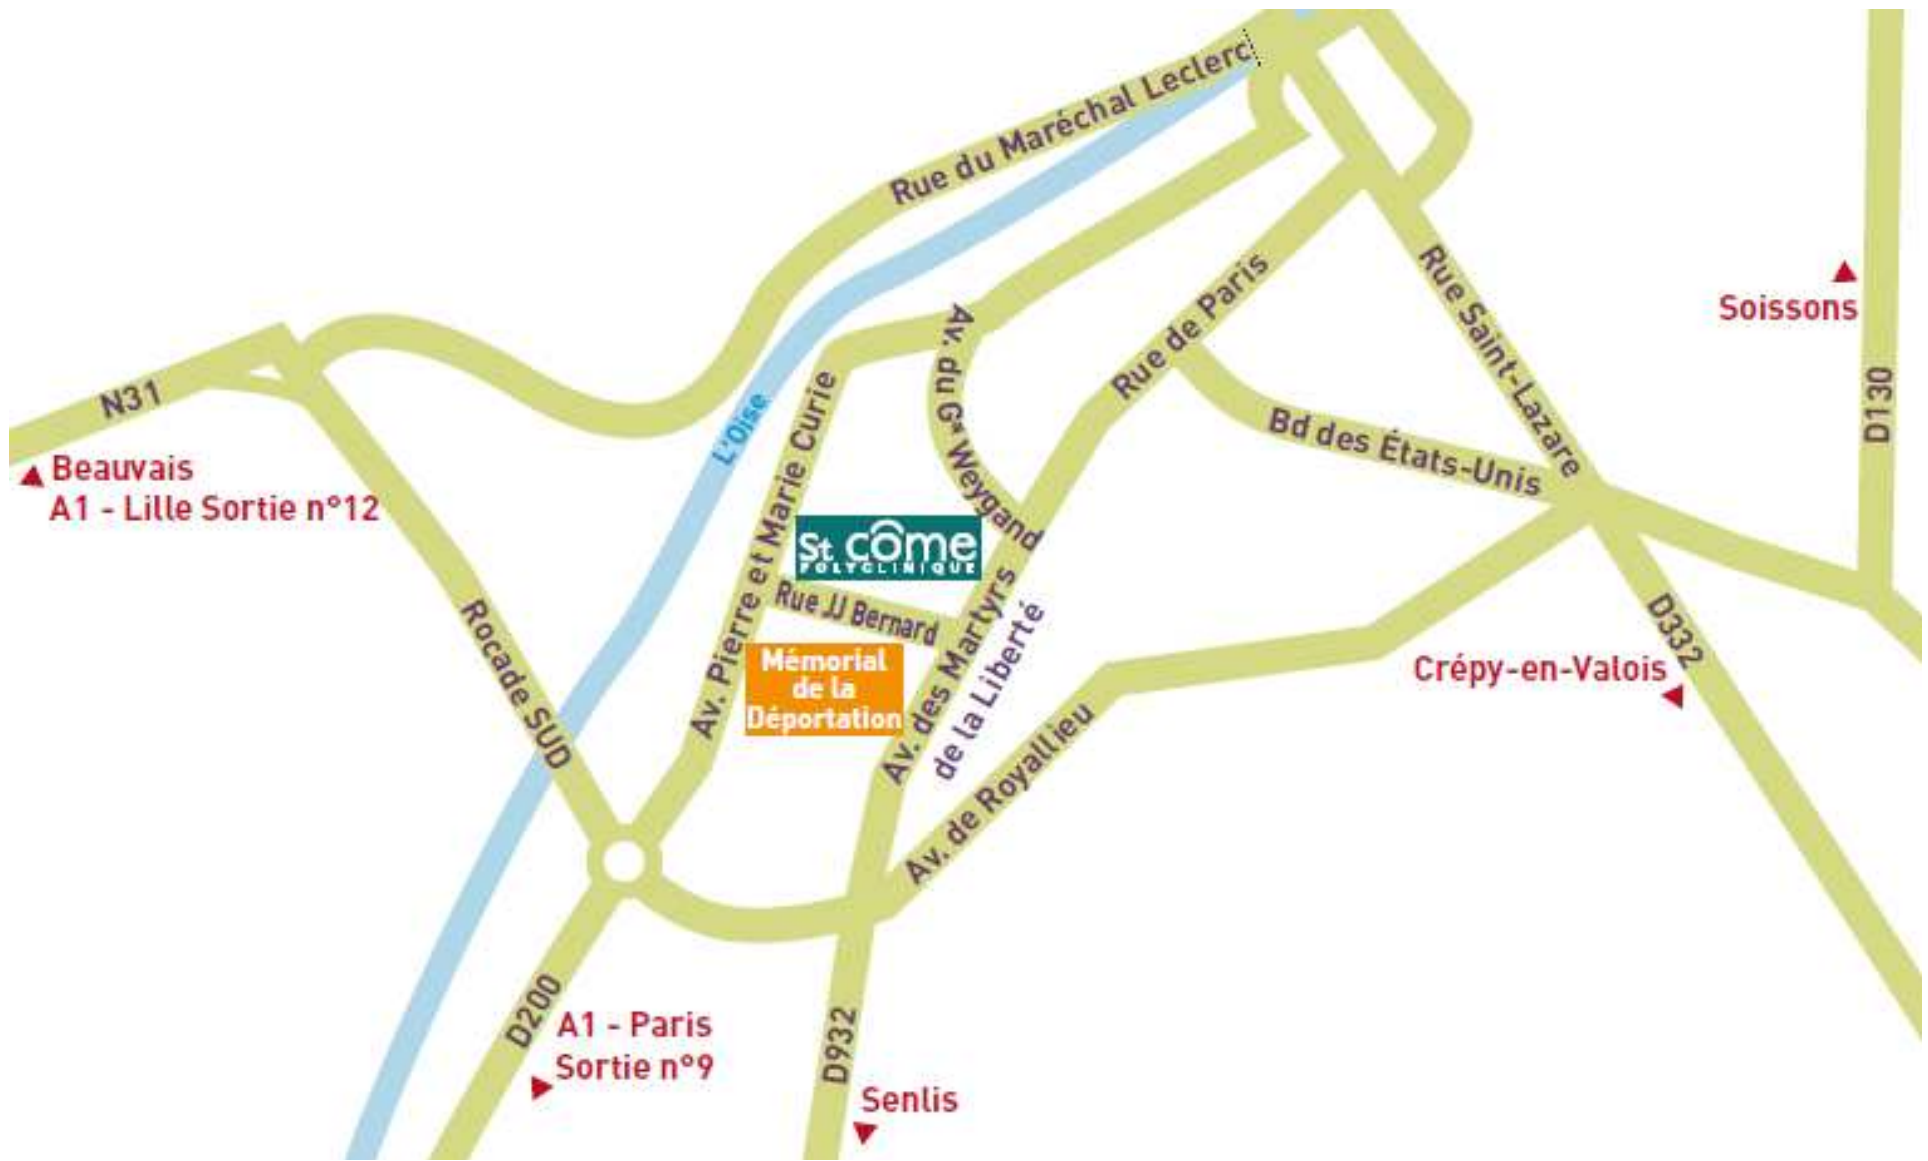 Rue du Maréchal Leclerc
Rue de Paris
Rue Saint-Lazare
Soissons
D130
N31
Beauvais
A1 - Lille Sortie n°12
L'Oise
Av. Pierre et Marie Curie
Av. du Gᵃˡ Weygand
Bd des États-Unis
St côme
POLYCLINIQUE
Rue JJ Bernard
Mémorial
de la
Déportation
Av. des Martyrs
de la Liberté
Rocade SUD
D332
Crépy-en-Valois
Av. de Royallieu
D200
A1 - Paris
Sortie n°9
D932
Senlis